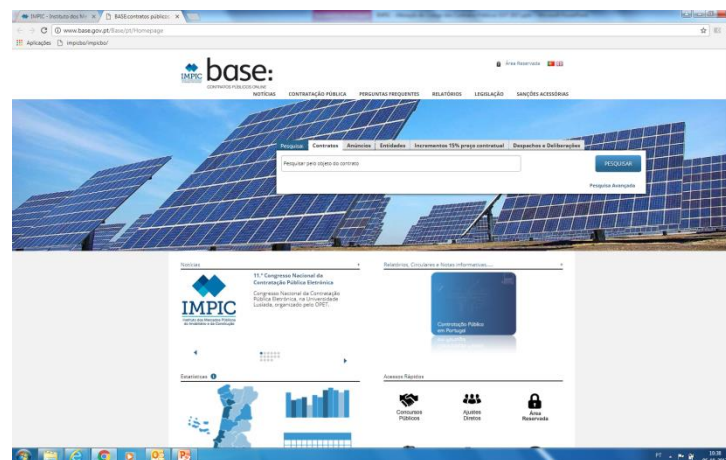 IMPIC - Instituto dos Me
BASE: contratos públicos
www.base.gov.pt/Base/pt/Homepage
Aplicações
impicbo/impicbo/
Área Reservada
IMPIC
base:
CONTRATOS PÚBLICOS ONLINE
NOTÍCIAS CONTRATAÇÃO PÚBLICA PERGUNTAS FREQUENTES RELATÓRIOS LEGISLAÇÃO SANÇÕES ACESSÓRIAS
Pesquisa Contratos Anúncios Entidades Incrementos 15% preço contratual Despachos e Deliberações
Pesquisar pelo objeto do contrato
PESQUISAR
Pesquisa Avançada
Notícias
IMPIC
Instituto dos Mercados Públicos
do Imobiliário e da Construção
11.º Congresso Nacional da
Contratação Pública Eletrónica
Congresso Nacional da Contratação
Pública Eletrónica, na Universidade
Lusíada, organizado pelo OPET.
Relatórios, Circulares e Notas informativas....
Contratação Pública
em Portugal
Estatísticas
Acessos Rápidos
Concursos
Públicos
Ajustes
Diretos
Área
Reservada
PT
10:38